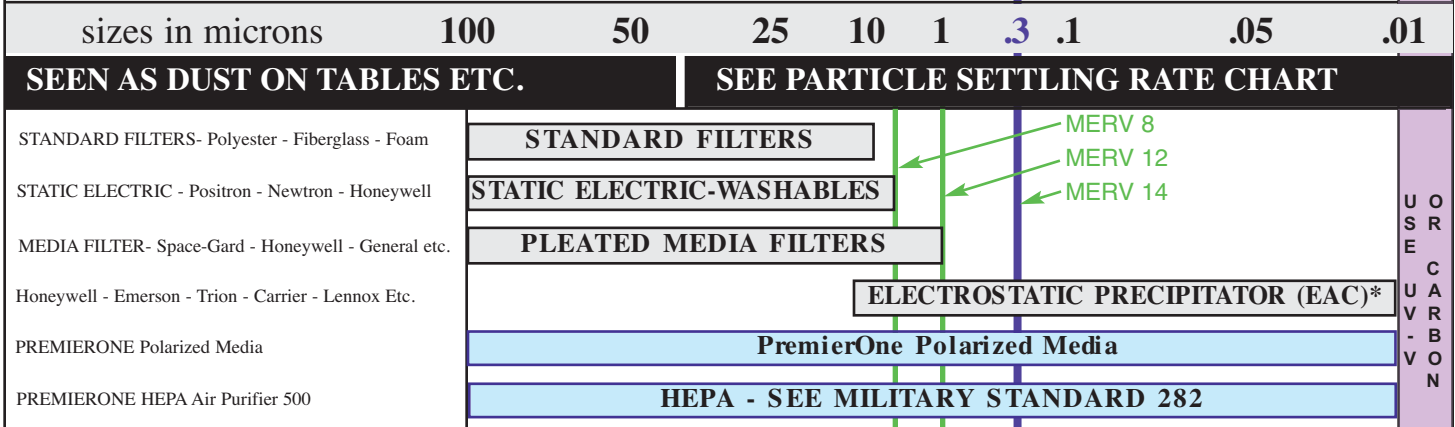 sizes in microns 100 50 25 10 1 .3 .1 .05 .01
SEEN AS DUST ON TABLES ETC. SEE PARTICLE SETTLING RATE CHART
STANDARD FILTERS- Polyester - Fiberglass - Foam STANDARD FILTERS
MERV 8
MERV 12
MERV 14
STATIC ELECTRIC - Positron - Newtron - Honeywell STATIC ELECTRIC-WASHABLES
MEDIA FILTER- Space-Gard - Honeywell - General etc. PLEATED MEDIA FILTERS
Honeywell - Emerson - Trion - Carrier - Lennox Etc. ELECTROSTATIC PRECIPITATOR (EAC)*
PREMIERONE Polarized Media PremierOne Polarized Media
PREMIERONE HEPA Air Purifier 500 HEPA - SEE MILITARY STANDARD 282
USE UV-V
OR CARBON